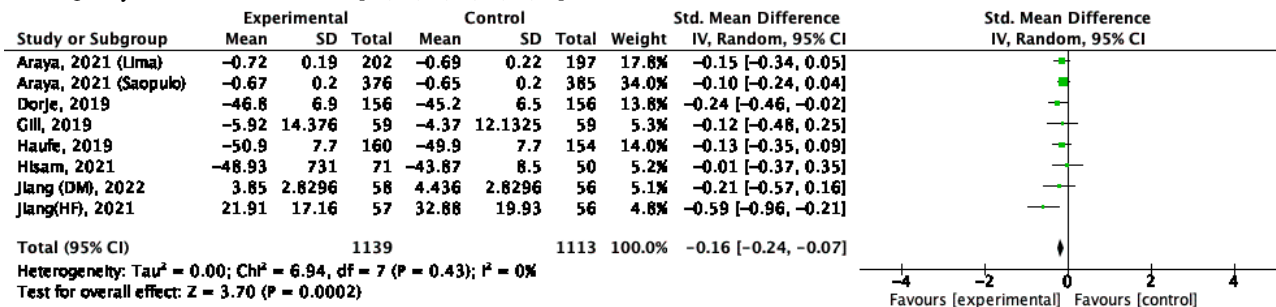 Experimental Control Std. Mean Difference Std. Mean Difference
Study or Subgroup Mean SD Total Mean SD Total Weight IV, Random, 95% CI IV, Random, 95% CI
Araya, 2021 (Lima) −0.72 0.19 202 −0.69 0.22 197 17.8% −0.15 [−0.34, 0.05]
Araya, 2021 (Saopulo) −0.67 0.2 376 −0.65 0.2 385 34.0% −0.10 [−0.24, 0.04]
Dorje, 2019 −46.8 6.9 156 −45.2 6.5 156 13.8% −0.24 [−0.46, −0.02]
Gill, 2019 −5.92 14.376 59 −4.37 12.1325 59 5.3% −0.12 [−0.48, 0.25]
Haufe, 2019 −50.9 7.7 160 −49.9 7.7 154 14.0% −0.13 [−0.35, 0.09]
Hisam, 2021 −48.93 731 71 −43.87 8.5 50 5.2% −0.01 [−0.37, 0.35]
Jiang (DM), 2022 3.85 2.8296 58 4.436 2.8296 56 5.1% −0.21 [−0.57, 0.16]
Jiang(HF), 2021 21.91 17.16 57 32.88 19.93 56 4.8% −0.59 [−0.96, −0.21]
Total (95% CI) 1139 1113 100.0% −0.16 [−0.24, −0.07]
Heterogeneity: Tau² = 0.00; Chi² = 6.94, df = 7 (P = 0.43); I² = 0%
Test for overall effect: Z = 3.70 (P = 0.0002)
−4 −2 0 2 4
Favours [experimental] Favours [control]